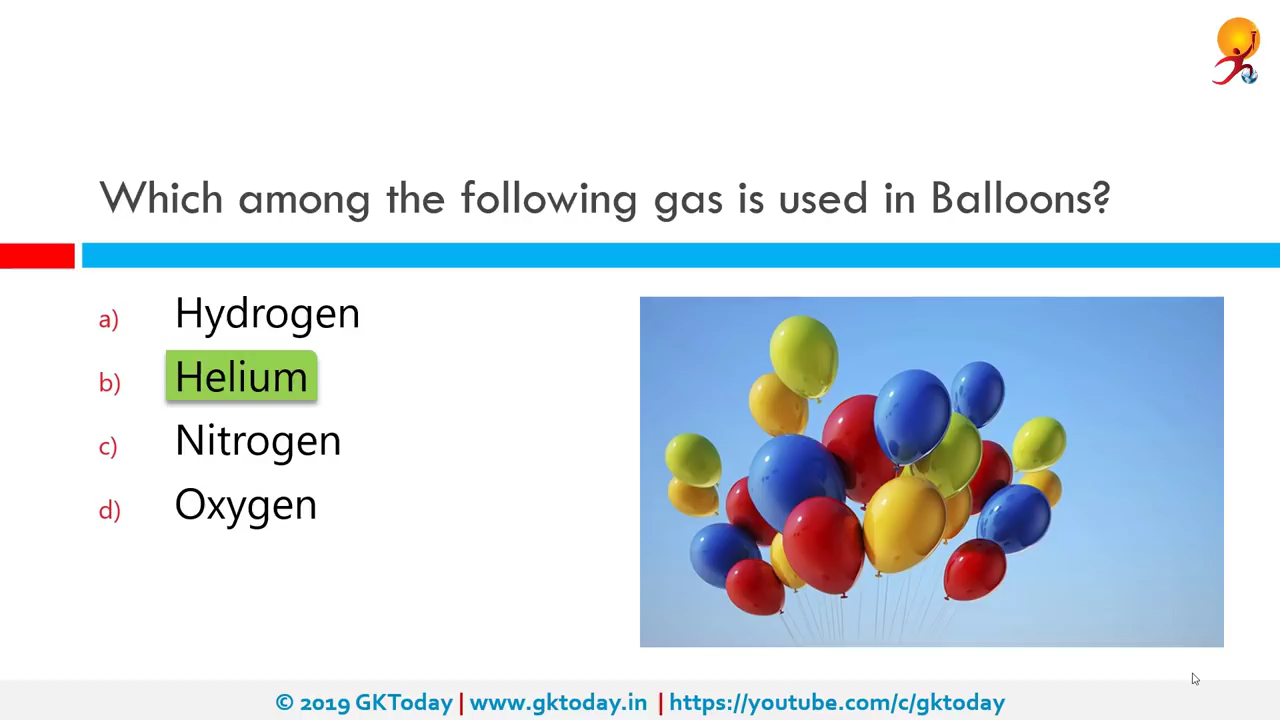 Which among the following gas is used in Balloons?
a) Hydrogen
b) Helium
c) Nitrogen
d) Oxygen
© 2019 GKToday | www.gktoday.in | https://youtube.com/c/gktoday